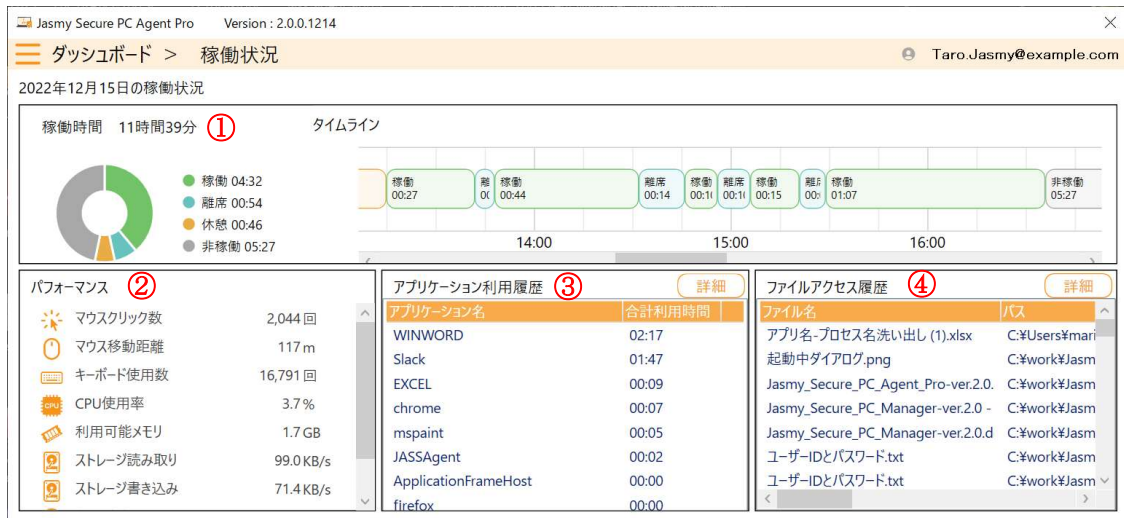 Jasmy Secure PC Agent Pro Version : 2.0.0.1214
ダッシュボード > 稼働状況 Taro.Jasmy@example.com
2022年12月15日の稼働状況
稼働時間 11時間39分 ①
稼働 04:32
離席 00:54
休憩 00:46
非稼働 05:27
タイムライン
稼働 離 稼働 離席 稼働 離席 稼働 離 稼働 非稼働
00:27 00 00:44 00:14 00:1 00:1 00:15 00: 01:07 05:27
14:00 15:00 16:00
パフォーマンス ②
マウスクリック数 2,044 回
マウス移動距離 117 m
キーボード使用数 16,791 回
CPU
CPU使用率 3.7 %
利用可能メモリ 1.7 GB
ストレージ読み取り 99.0 KB/s
ストレージ書き込み 71.4 KB/s
アプリケーション利用履歴 ③ 詳細
アプリケーション名 合計利用時間
WINWORD 02:17
Slack 01:47
EXCEL 00:09
chrome 00:07
mspaint 00:05
JASSAgent 00:02
ApplicationFrameHost 00:00
firefox 00:00
ファイルアクセス履歴 ④ 詳細
ファイル名 パス
アプリ名-プロセス名洗い出し (1).xlsx C:¥Users¥mari
起動中ダイアログ.png C:¥work¥Jasm
Jasmy_Secure_PC_Agent_Pro-ver.2.0. C:¥work¥Jasm
Jasmy_Secure_PC_Manager-ver.2.0 - C:¥work¥Jasm
Jasmy_Secure_PC_Manager-ver.2.0.d C:¥work¥Jasm
ユーザーIDとパスワード.txt C:¥work¥Jasm
ユーザーIDとパスワード.txt C:¥work¥Jasm